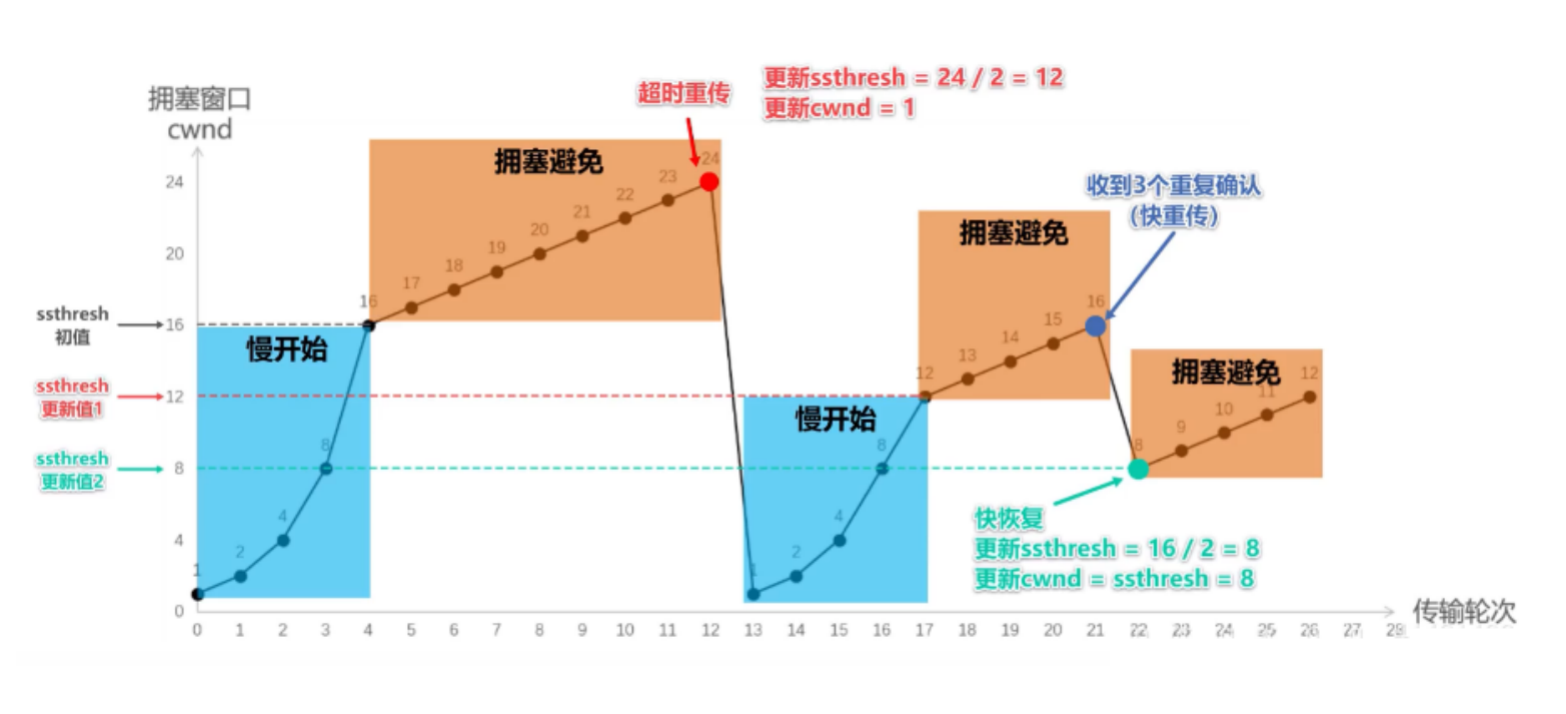 拥塞窗口
cwnd
超时重传
更新ssthresh = 24 / 2 = 12
更新cwnd = 1
收到3个重复确认
（快重传）
拥塞避免
拥塞避免
拥塞避免
慢开始
慢开始
ssthresh
初值
ssthresh
更新值1
ssthresh
更新值2
24
20
16
12
8
4
0
1
2
4
8
16
17
18
19
20
21
22
23
24
1
2
4
8
12
13
14
15
16
8
9
10
11
12
快恢复
更新ssthresh = 16 / 2 = 8
更新cwnd = ssthresh = 8
0 1 2 3 4 5 6 7 8 9 10 11 12 13 14 15 16 17 18 19 20 21 22 23 24 25 26 27 28
传输轮次